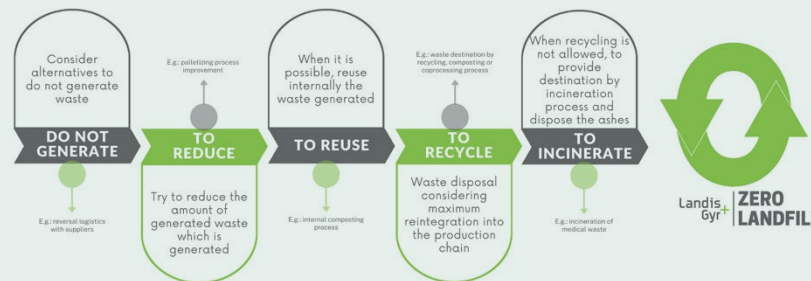 Consider
alternatives to
do not generate
waste
DO NOT
GENERATE
E.g.: reversal logistics
with suppliers
E.g.: palletizing process
improvement
TO
REDUCE
Try to reduce the
amount of
generated waste
which is
generated
When it is
possible, reuse
internally the
waste generated
TO REUSE
E.g.: internal composting
process
E.g.: waste destination by
recycling, composting or
coprocessing process
TO
RECYCLE
Waste disposal
considering
maximum
reintegration into
the production
chain
When recycling is
not allowed, to
provide
destination by
incineration
process and
dispose the ashes
TO
INCINERATE
E.g.: incineration of
medical waste
Landis
Gyr+
ZERO
LANDFIL